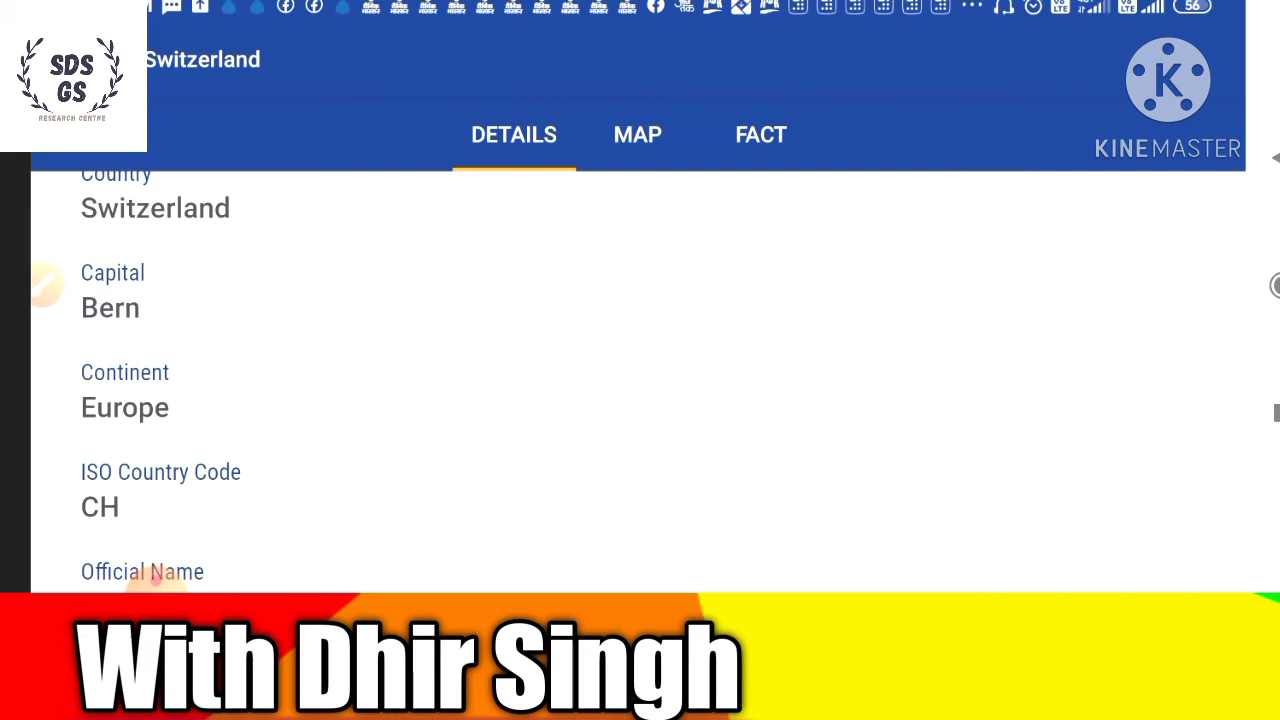 56
SDS
GS
RESEARCH CENTRE
Switzerland
K
KINEMASTER
DETAILS MAP FACT
Country
Switzerland
Capital
Bern
Continent
Europe
ISO Country Code
CH
Official Name
With Dhir Singh